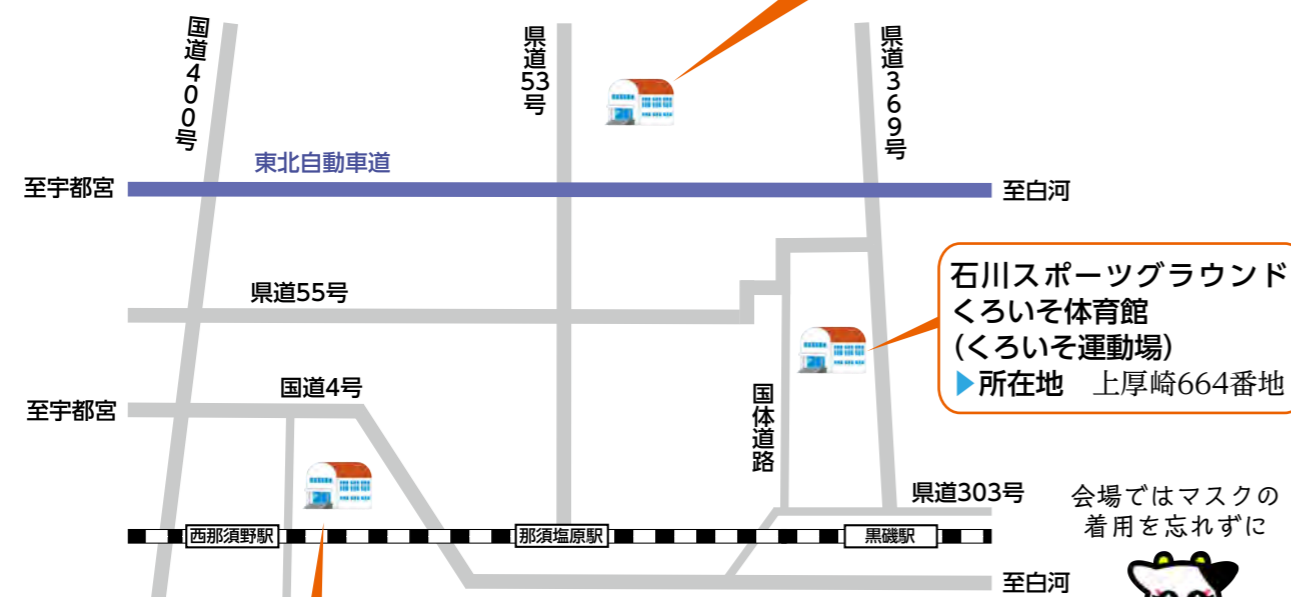 国道400号
県道53号
県道369号
東北自動車道
至宇都宮
至白河
県道55号
石川スポーツグラウンド
くろいそ体育館
(くろいそ運動場)
▶所在地　上厚崎664番地
国道4号
至宇都宮
国体道路
県道303号
会場ではマスクの
着用を忘れずに
西那須野駅
那須塩原駅
黒磯駅
至白河